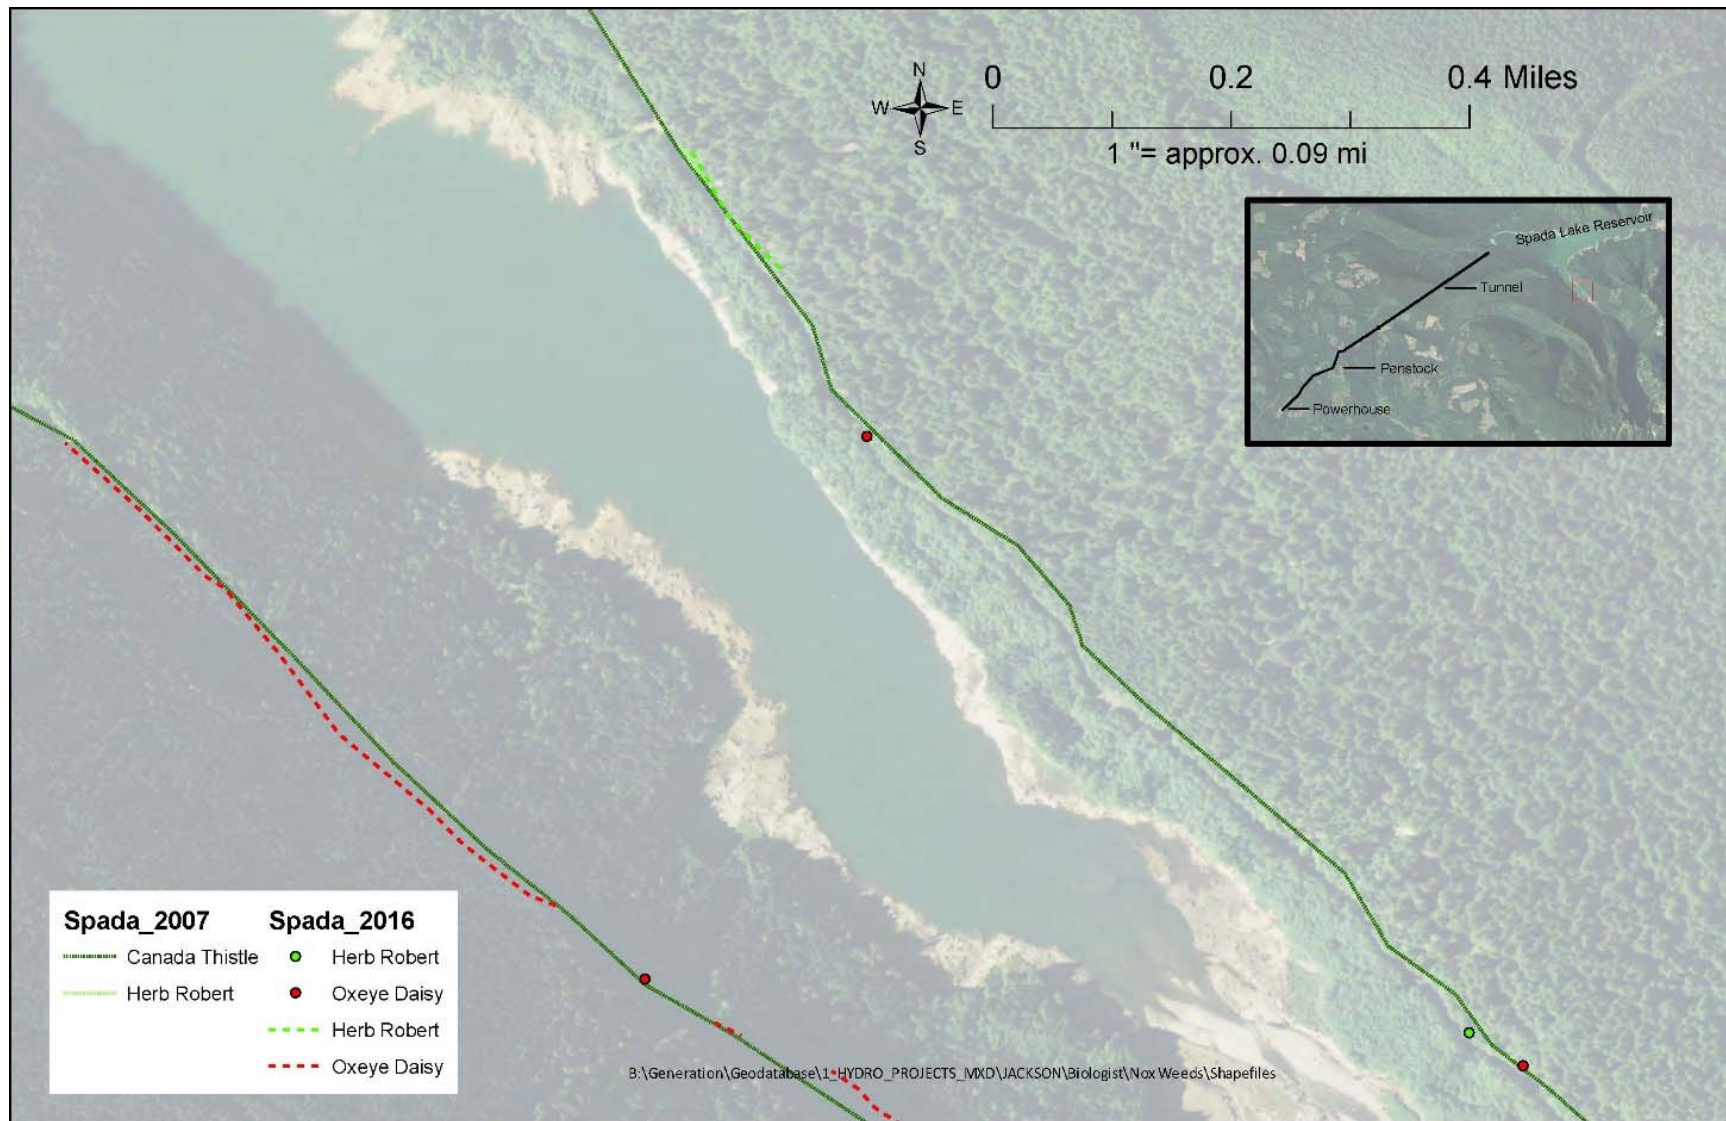 N
W E
S
0 0.2 0.4 Miles
1 "= approx. 0.09 mi
Spada Lake Reservoir
Tunnel
Penstock
Powerhouse
Spada_2007
Canada Thistle
Herb Robert
Spada_2016
Herb Robert
Oxeye Daisy
Herb Robert
Oxeye Daisy
B:\Generation\Geodatabase\1_HYDRO_PROJECTS_MXD\JACKSON\Biologist\Nox Weeds\Shapefiles